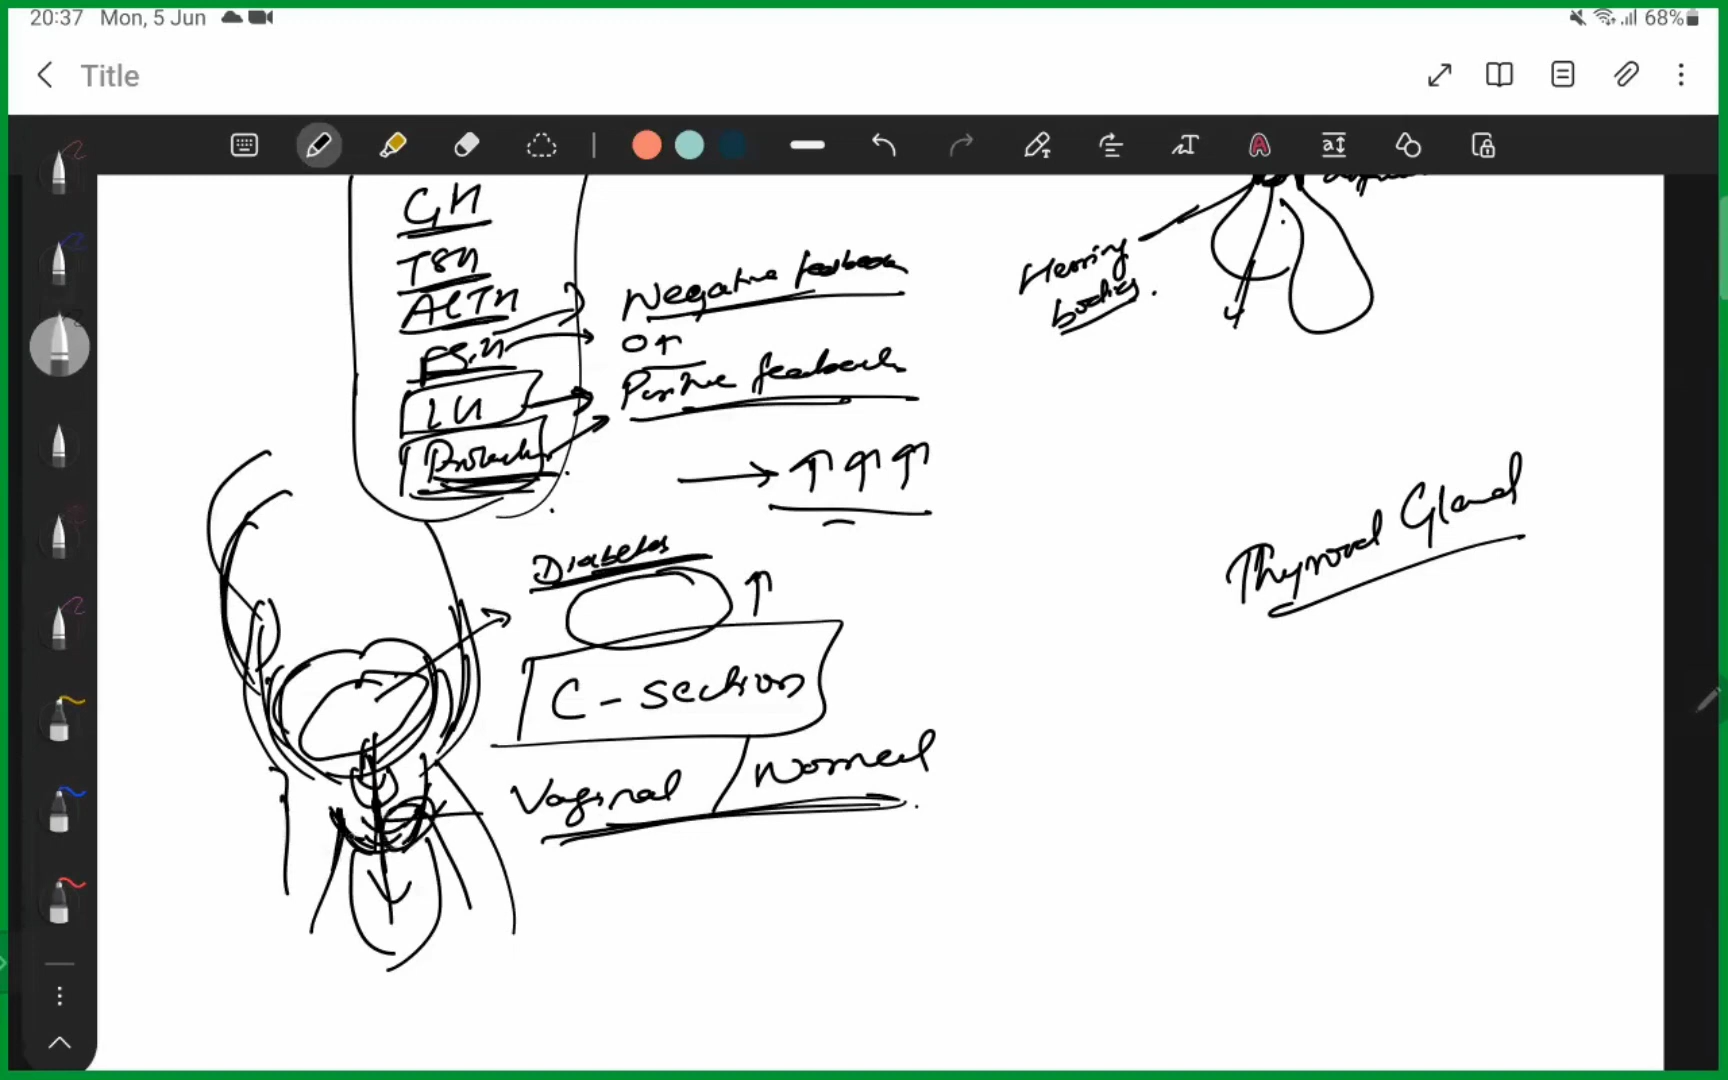 20:37 Mon, 5 Jun
68%
Title
GH
TSH
ACTH
FSH
LH
Prolactin
Negative feedback
or
Positive feedback
Herring
bodies.
Thyroid Gland
Diabetes
C-section
Vaginal / Normal